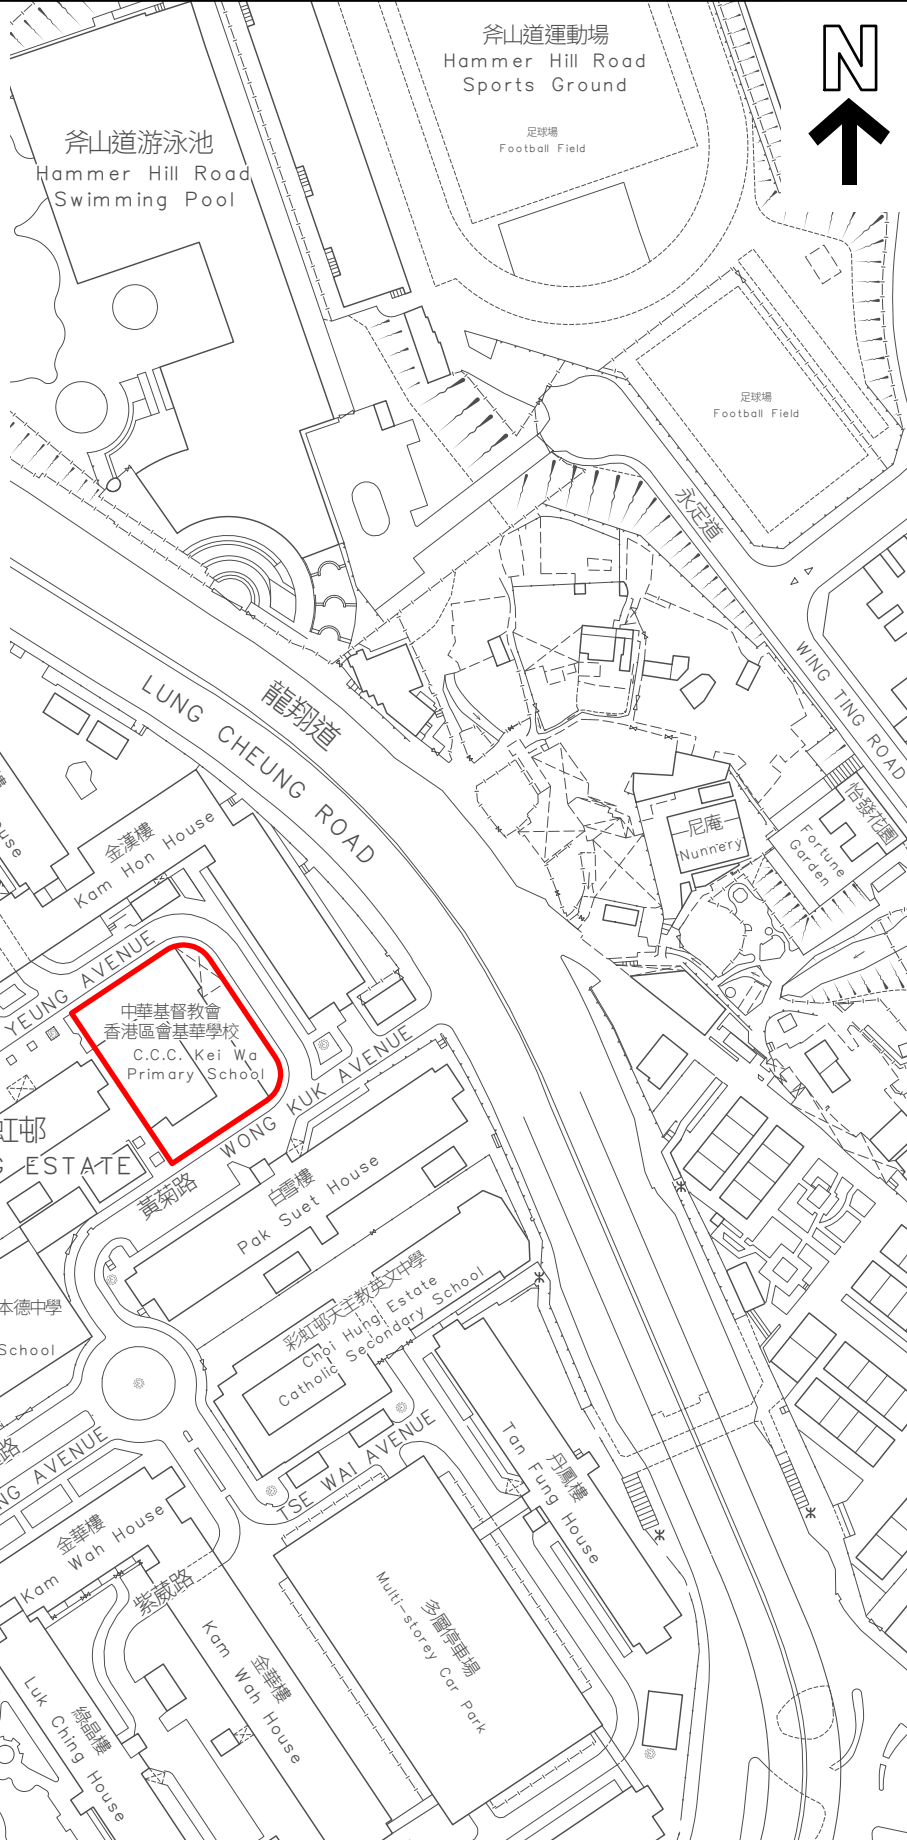 斧山道運動場
Hammer Hill Road
Sports Ground
N
足球場
Football Field
斧山道游泳池
Hammer Hill Road
Swimming Pool
足球場
Football Field
永定道
WING TING ROAD
龍翔道
LUNG CHEUNG ROAD
怡發花園
Fortune
Garden
尼庵
Nunnery
金漢樓
Kam Hon House
YEUNG AVENUE
中華基督教會
香港區會基華學校
C.C.C. Kei Wa
Primary School
WONG KUK AVENUE
黃菊路
虹邨
ESTATE
白雪樓
Pak Suet House
本德中學
School
彩虹邨天主教英文中學
Choi Hung Estate
Catholic Secondary School
TSE WAI AVENUE
路
NG AVENUE
丹鳳樓
Tan Fung House
金華樓
Kam Wah House
紫葳路
多層停車場
Multi-storey Car Park
金華樓
Kam Wah House
綠晶樓
Luk Ching House